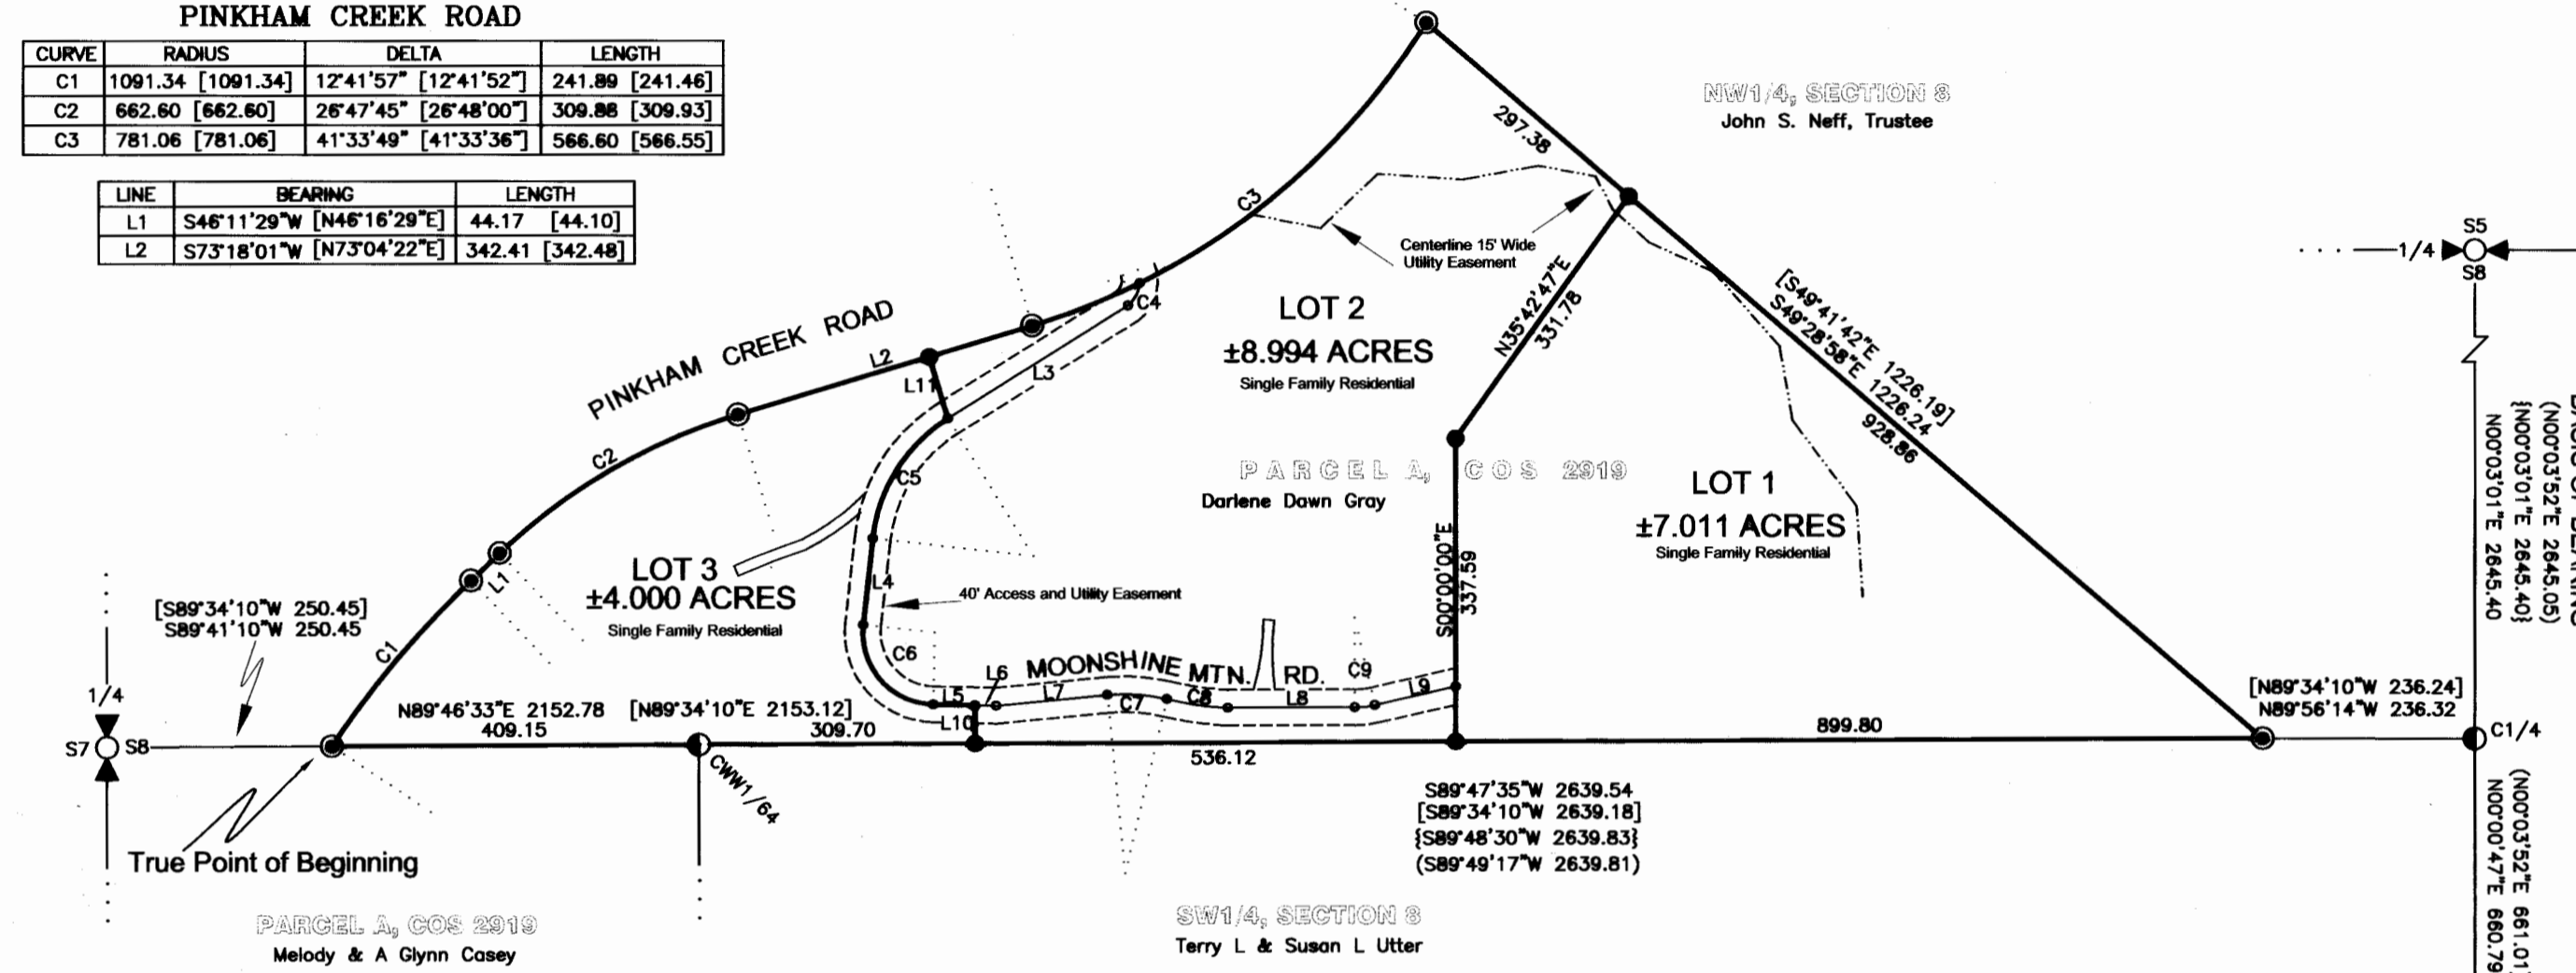 PINKHAM CREEK ROAD
CURVE RADIUS DELTA LENGTH
C1 1091.34 [1091.34] 12°41'57" [12°41'52"] 241.89 [241.46]
C2 662.60 [662.60] 26°47'45" [26°48'00"] 309.88 [309.93]
C3 781.06 [781.06] 41°33'49" [41°33'36"] 566.60 [566.55]
LINE BEARING LENGTH
L1 S46°11'29"W [N46°16'29"E] 44.17 [44.10]
L2 S73°18'01"W [N73°04'22"E] 342.41 [342.48]
NW1/4, SECTION 8
John S. Neff, Trustee
297.38
C3
Centerline 15' Wide
Utility Easement
S5
1/4
S8
[S49°41'42"E 1226.19]
S49°28'58"E 1226.24
928.86
N35°42'47"E
331.78
LOT 2
±8.994 ACRES
Single Family Residential
C4
L3
PINKHAM CREEK ROAD
L2
L11
C2
C5
PARCEL A, COS 2919
Darlene Dawn Gray
LOT 1
±7.011 ACRES
Single Family Residential
S00°00'00"E
337.59
(N00°03'52"E 2645.05)
{N00°03'01"E 2645.40}
N00°03'01"E 2645.40
LOT 3
±4.000 ACRES
Single Family Residential
L1
L4
40' Access and Utility Easement
[S89°34'10"W 250.45]
S89°41'10"W 250.45
C1
C6
L6
MOONSHINE MTN. RD.
C9
L5
L7
C7
C8
L8
L9
L10
1/4
S7
S8
N89°46'33"E 2152.78 [N89°34'10"E 2153.12]
409.15
309.70
CWW1/64
536.12
899.80
[N89°34'10"W 236.24]
N89°56'14"W 236.32
C1/4
S89°47'35"W 2639.54
[S89°34'10"W 2639.18]
{S89°48'30"W 2639.83}
(S89°49'17"W 2639.81)
True Point of Beginning
(N00°03'52"E 661.01
N00°00'47"E 660.79
PARCEL A, COS 2919
Melody & A Glynn Casey
SW1/4, SECTION 8
Terry L & Susan L Utter